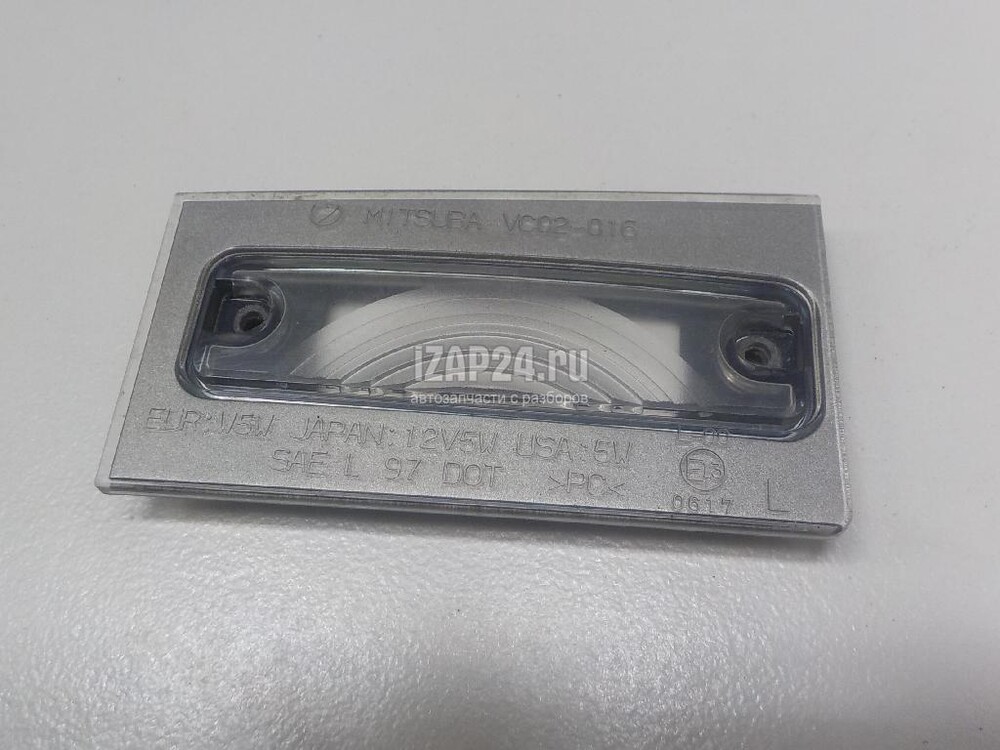 MITSUBA VC02-016
iZAP24.ru
автозапчасти с разборов
EUR:W5W JAPAN:12V5W USA:5W L-00
SAE L 97 DOT >PC< E13
0617 L